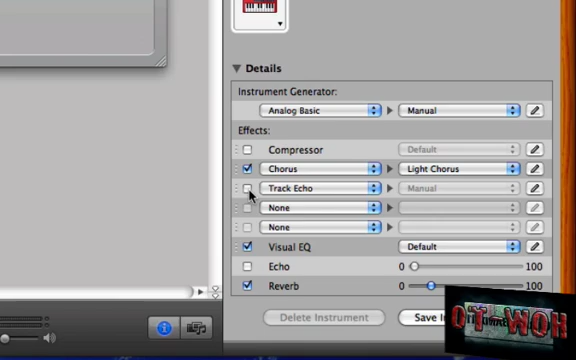 Details
Instrument Generator:
Analog Basic Manual
Effects:
Compressor Default
Chorus Light Chorus
Track Echo Manual
None
None
Visual EQ Default
Echo 0 100
Reverb 0 100
Delete Instrument Save In